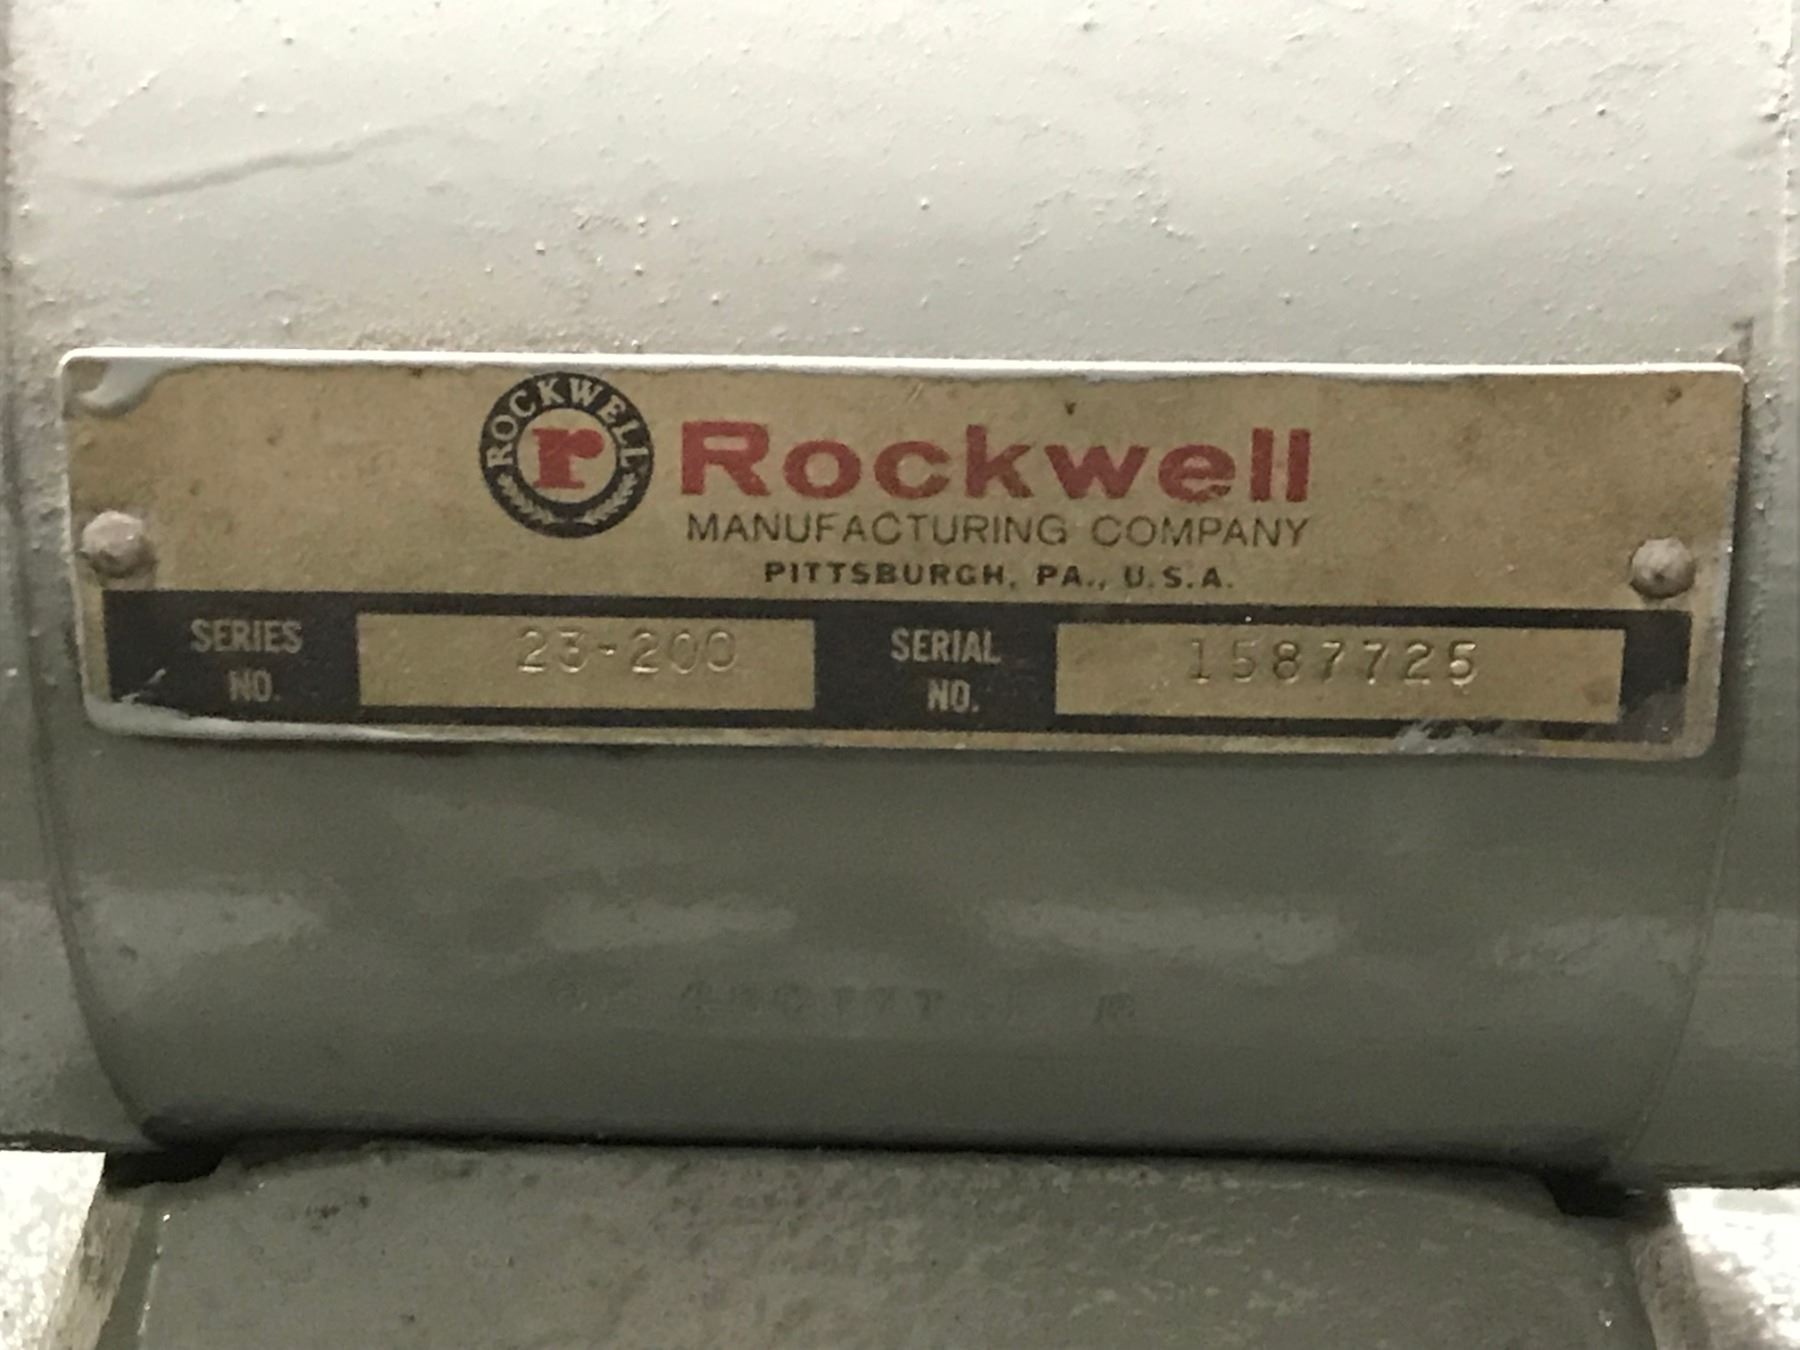 ROCKWELL
r
Rockwell
MANUFACTURING COMPANY
PITTSBURGH, PA., U.S.A.
SERIES NO. 23-200 SERIAL NO. 1587725